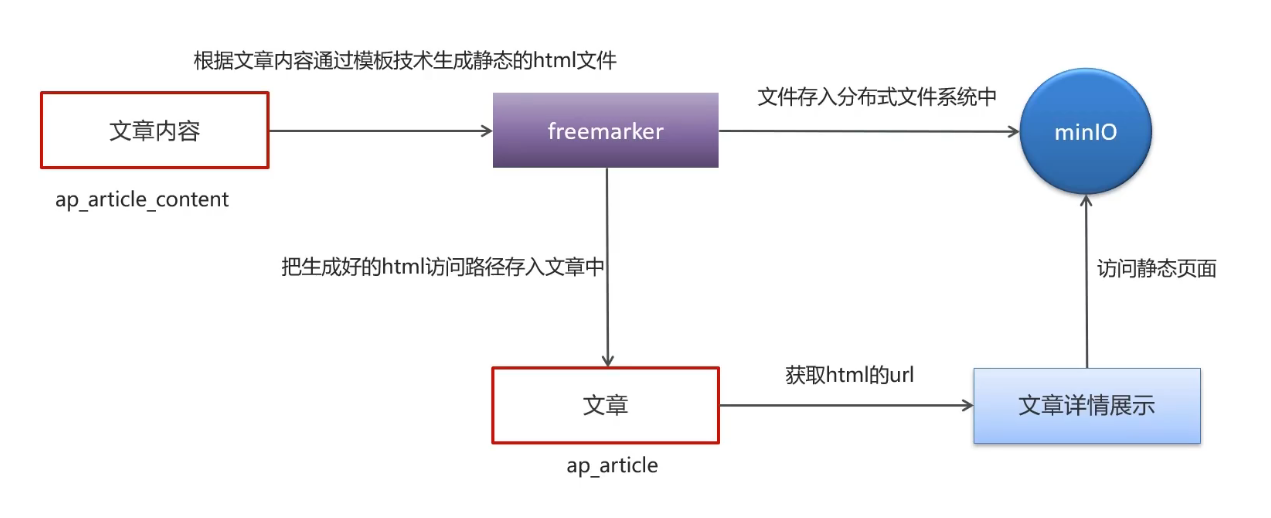 根据文章内容通过模板技术生成静态的html文件
文章内容
freemarker
文件存入分布式文件系统中
minIO
ap_article_content
把生成好的html访问路径存入文章中
访问静态页面
文章
获取html的url
文章详情展示
ap_article